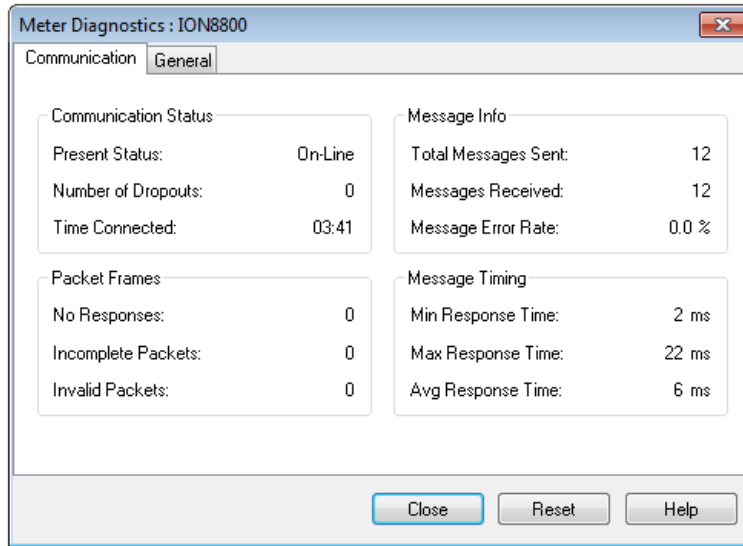 Meter Diagnostics : ION8800
Communication General
Communication Status
Present Status: On-Line
Number of Dropouts: 0
Time Connected: 03:41
Message Info
Total Messages Sent: 12
Messages Received: 12
Message Error Rate: 0.0 %
Packet Frames
No Responses: 0
Incomplete Packets: 0
Invalid Packets: 0
Message Timing
Min Response Time: 2 ms
Max Response Time: 22 ms
Avg Response Time: 6 ms
Close Reset Help